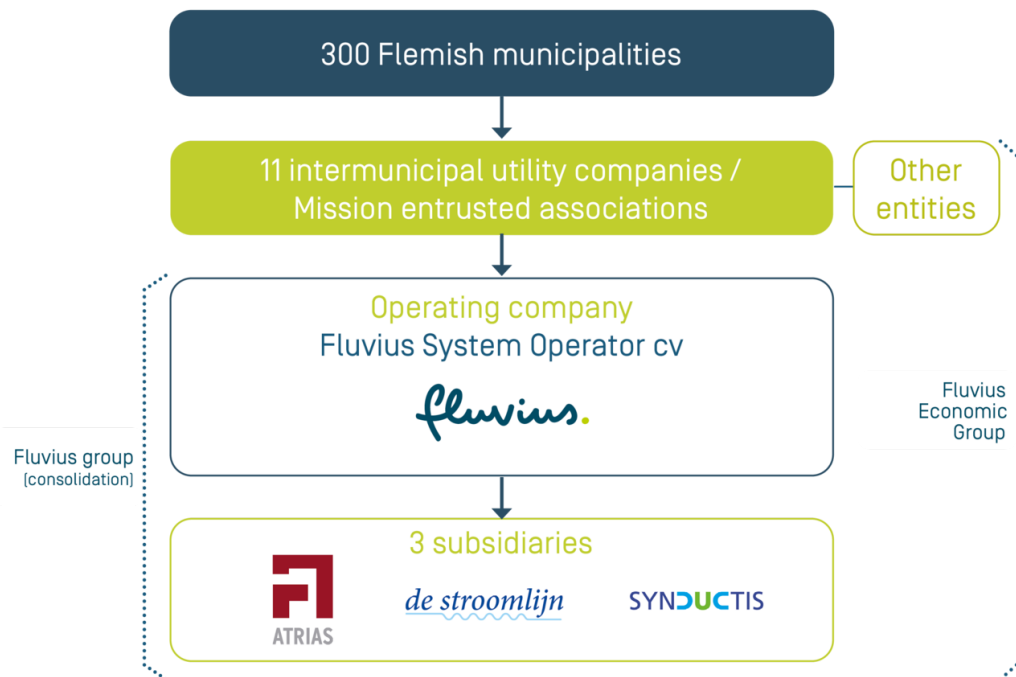 300 Flemish municipalities
11 intermunicipal utility companies /
Mission entrusted associations
Other
entities
Operating company
Fluvius System Operator cv
fluvius.
Fluvius
Economic
Group
Fluvius group
(consolidation)
3 subsidiaries
ATRIAS
de stroomlijn
SYNDUCTIS